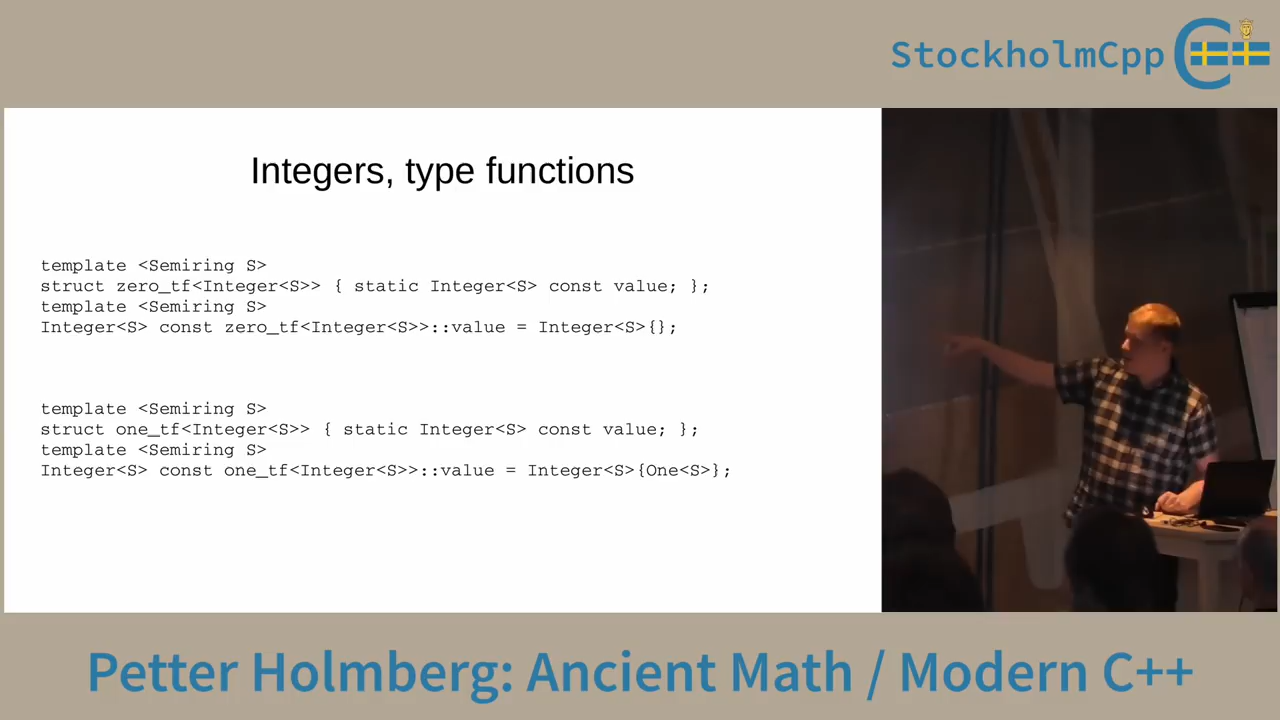 StockholmCpp
Integers, type functions
template <Semiring S>
struct zero_tf<Integer<S>> { static Integer<S> const value; };
template <Semiring S>
Integer<S> const zero_tf<Integer<S>>::value = Integer<S>{};
template <Semiring S>
struct one_tf<Integer<S>> { static Integer<S> const value; };
template <Semiring S>
Integer<S> const one_tf<Integer<S>>::value = Integer<S>{One<S>};
Petter Holmberg: Ancient Math / Modern C++